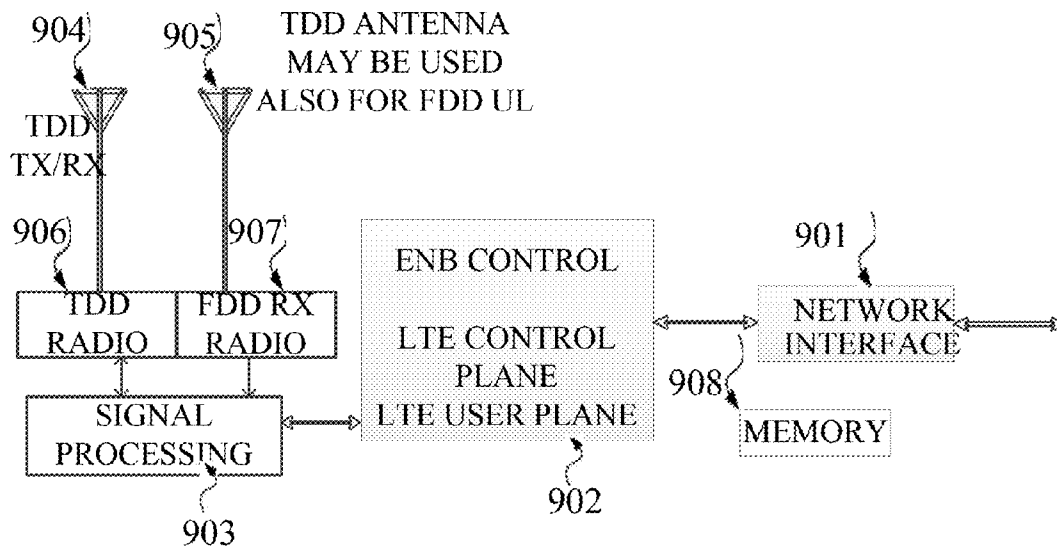 904
905
TDD ANTENNA
MAY BE USED
ALSO FOR FDD UL
TDD
TX/RX
906
907
901
TDD
RADIO
FDD RX
RADIO
ENB CONTROL
LTE CONTROL
PLANE
LTE USER PLANE
NETWORK
INTERFACE
908
MEMORY
SIGNAL
PROCESSING
903
902